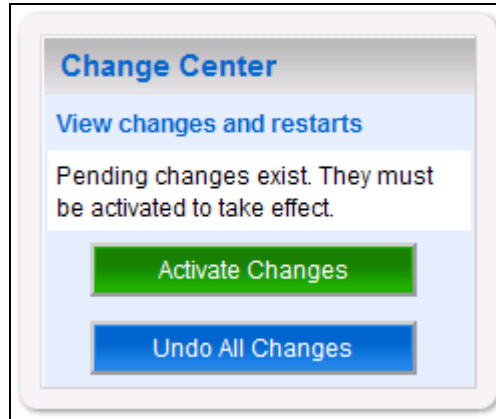 Change Center
View changes and restarts
Pending changes exist. They must
be activated to take effect.
Activate Changes
Undo All Changes